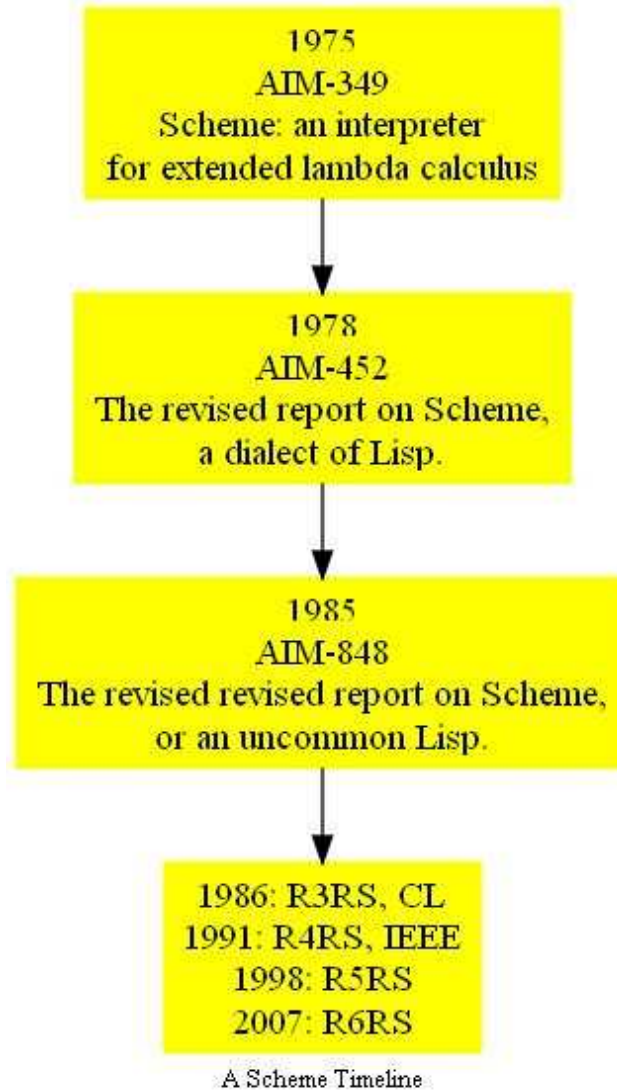 1975
AIM-349
Scheme: an interpreter
for extended lambda calculus
1978
AIM-452
The revised report on Scheme,
a dialect of Lisp.
1985
AIM-848
The revised revised report on Scheme,
or an uncommon Lisp.
1986: R3RS, CL
1991: R4RS, IEEE
1998: R5RS
2007: R6RS
A Scheme Timeline